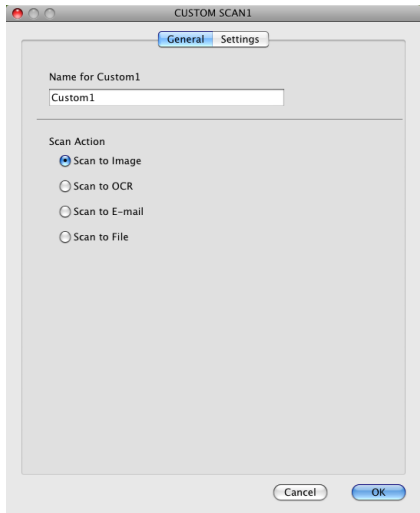 CUSTOM SCAN1
General Settings
Name for Custom1
Custom1
Scan Action
Scan to Image
Scan to OCR
Scan to E-mail
Scan to File
Cancel OK